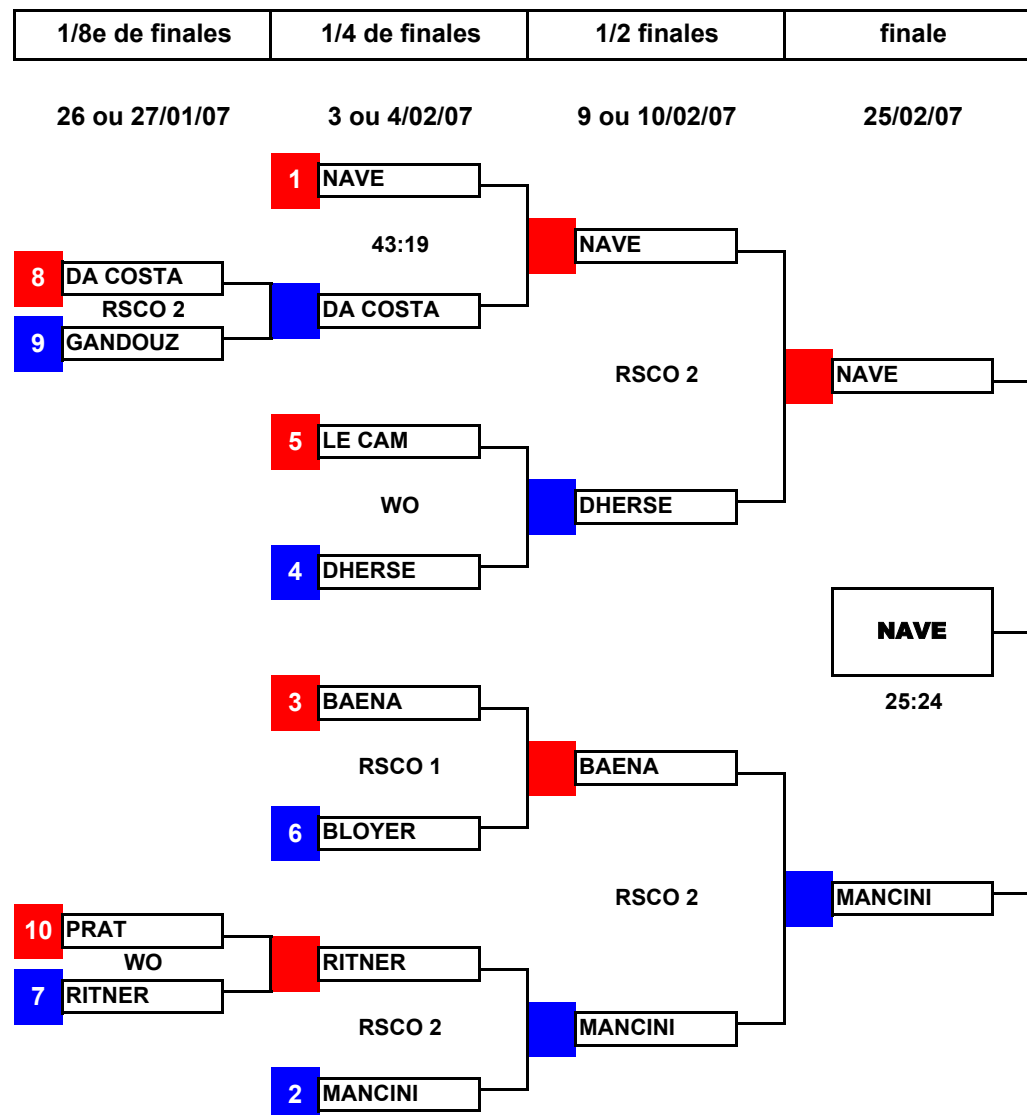 1/8e de finales 1/4 de finales 1/2 finales finale
26 ou 27/01/07 3 ou 4/02/07 9 ou 10/02/07 25/02/07
1 NAVE
43:19 NAVE
8 DA COSTA
RSCO 2 DA COSTA
9 GANDOUZ
RSCO 2 NAVE
5 LE CAM
WO DHERSE
4 DHERSE
NAVE
3 BAENA 25:24
RSCO 1 BAENA
6 BLOYER
RSCO 2 MANCINI
10 PRAT
WO RITNER
7 RITNER
RSCO 2 MANCINI
2 MANCINI